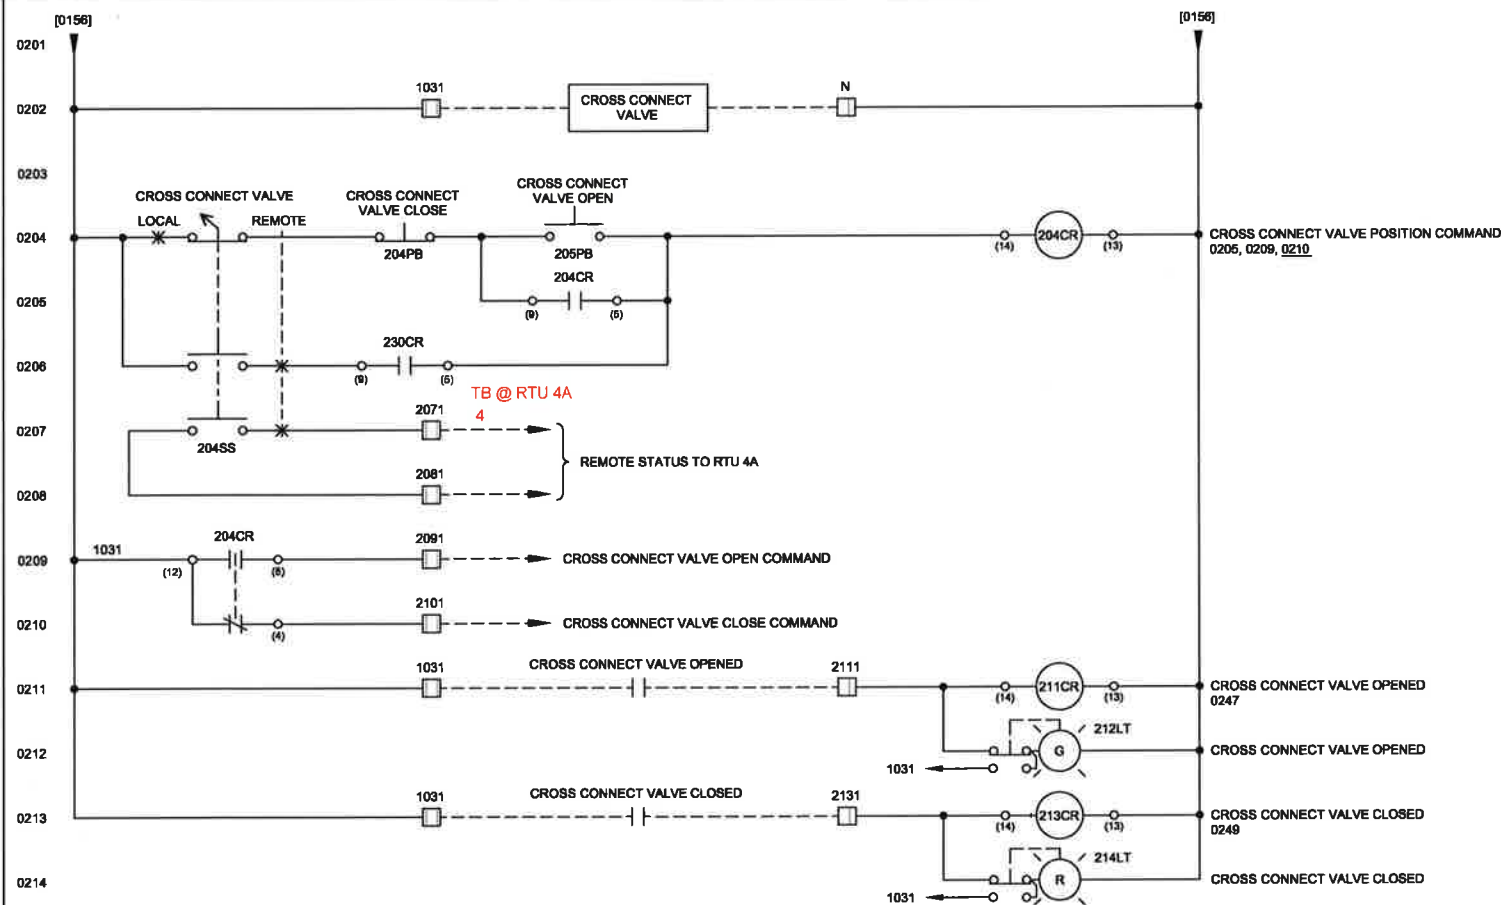 [0156]
[0156]
0201
1031
N
0202
CROSS CONNECT
VALVE
0203
CROSS CONNECT VALVE
LOCAL
REMOTE
CROSS CONNECT
VALVE CLOSE
CROSS CONNECT
VALVE OPEN
0204
204PB
205PB
(14)
204CR
(13)
CROSS CONNECT VALVE POSITION COMMAND
0205, 0209, 0210
204CR
0205
(9)
(5)
230CR
0206
(9)
(5)
TB @ RTU 4A
4
2071
0207
204SS
REMOTE STATUS TO RTU 4A
2081
0208
204CR
2091
0209
1031
(12)
(8)
CROSS CONNECT VALVE OPEN COMMAND
2101
0210
(4)
CROSS CONNECT VALVE CLOSE COMMAND
1031
CROSS CONNECT VALVE OPENED
2111
0211
(14)
211CR
(13)
CROSS CONNECT VALVE OPENED
0247
212LT
0212
G
CROSS CONNECT VALVE OPENED
1031
1031
CROSS CONNECT VALVE CLOSED
2131
0213
(14)
213CR
(13)
CROSS CONNECT VALVE CLOSED
0249
214LT
0214
R
CROSS CONNECT VALVE CLOSED
1031